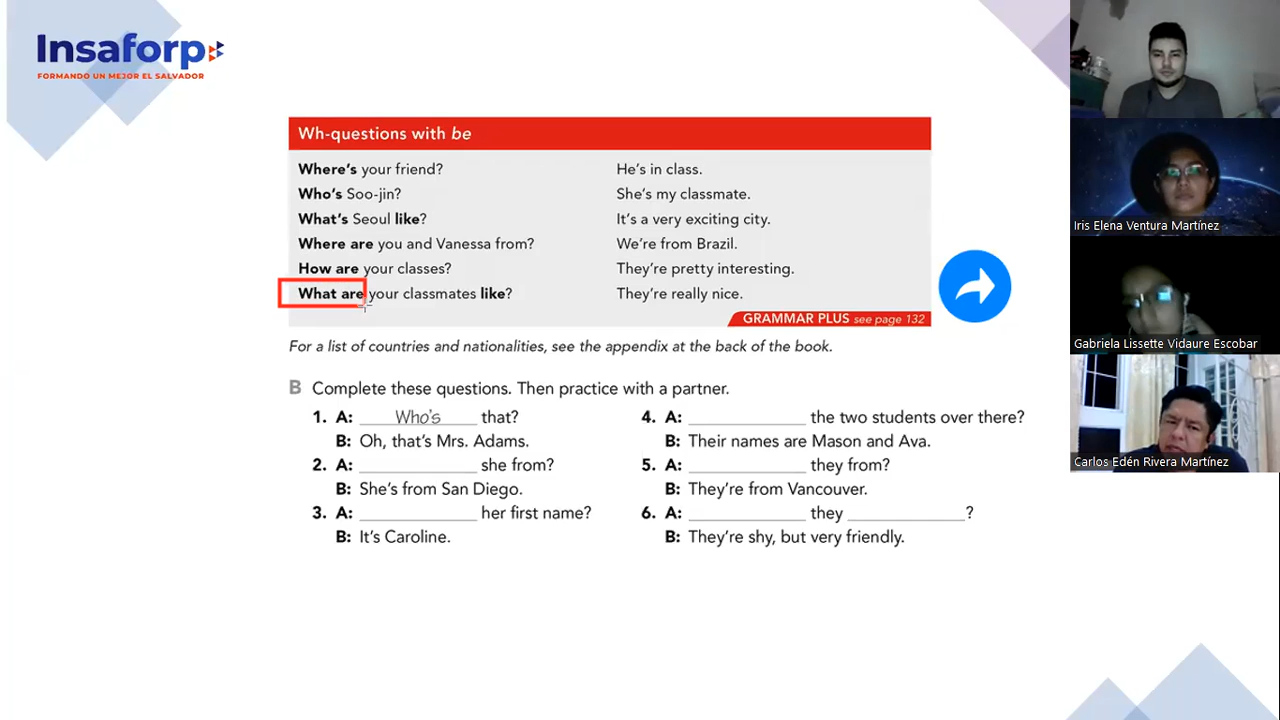 Insaforp
FORMANDO UN MEJOR EL SALVADOR
Wh-questions with be
Where's your friend? He's in class.
Who's Soo-jin? She's my classmate.
What's Seoul like? It's a very exciting city.
Where are you and Vanessa from? We're from Brazil.
How are your classes? They're pretty interesting.
What are your classmates like? They're really nice.
GRAMMAR PLUS see page 132
For a list of countries and nationalities, see the appendix at the back of the book.
B Complete these questions. Then practice with a partner.
1. A: Who's that?
B: Oh, that's Mrs. Adams.
2. A: ____________ she from?
B: She's from San Diego.
3. A: ____________ her first name?
B: It's Caroline.
4. A: ____________ the two students over there?
B: Their names are Mason and Ava.
5. A: ____________ they from?
B: They're from Vancouver.
6. A: ____________ they ____________?
B: They're shy, but very friendly.
Iris Elena Ventura Martínez
Gabriela Lissette Vidaure Escobar
Carlos Edén Rivera Martínez